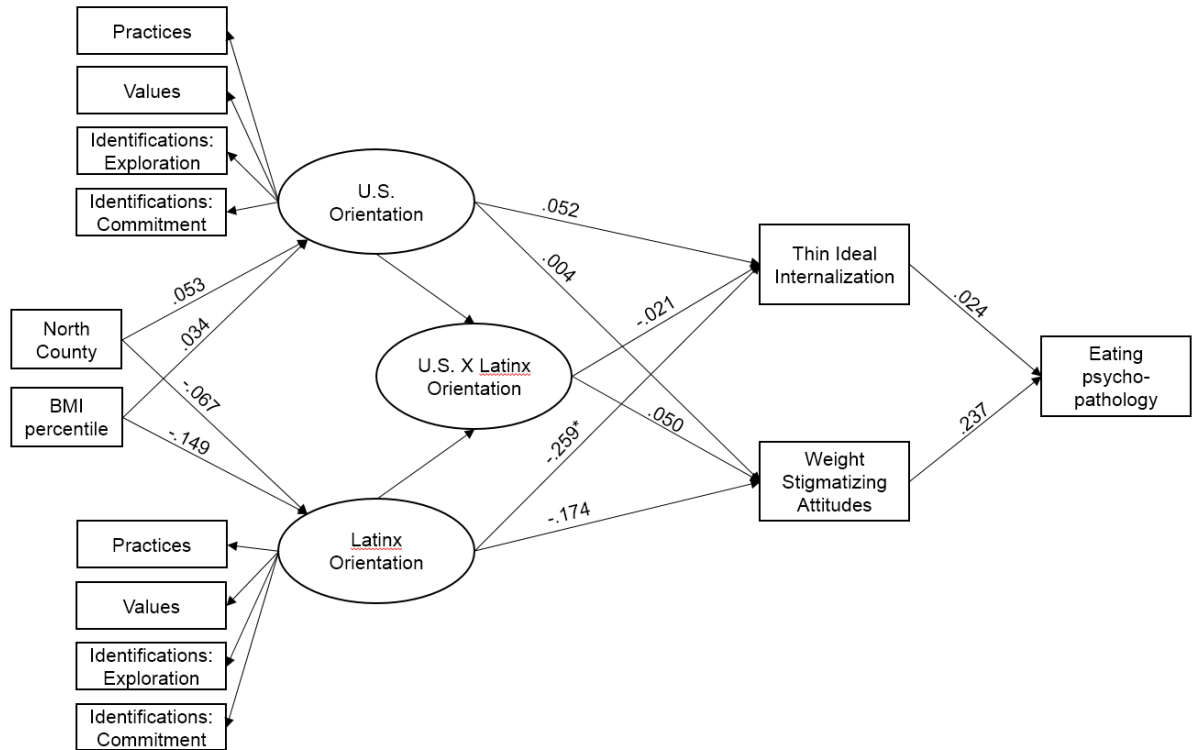 Practices
Values
Identifications:
Exploration
Identifications:
Commitment
U.S.
Orientation
.052
.004
Thin Ideal
Internalization
.024
.053
.034
North
County
BMI
percentile
-.067
-.149
U.S. X Latinx
Orientation
-.021
.050
-.259*
-.174
Eating
psycho-
pathology
.237
Weight
Stigmatizing
Attitudes
Latinx
Orientation
Practices
Values
Identifications:
Exploration
Identifications:
Commitment